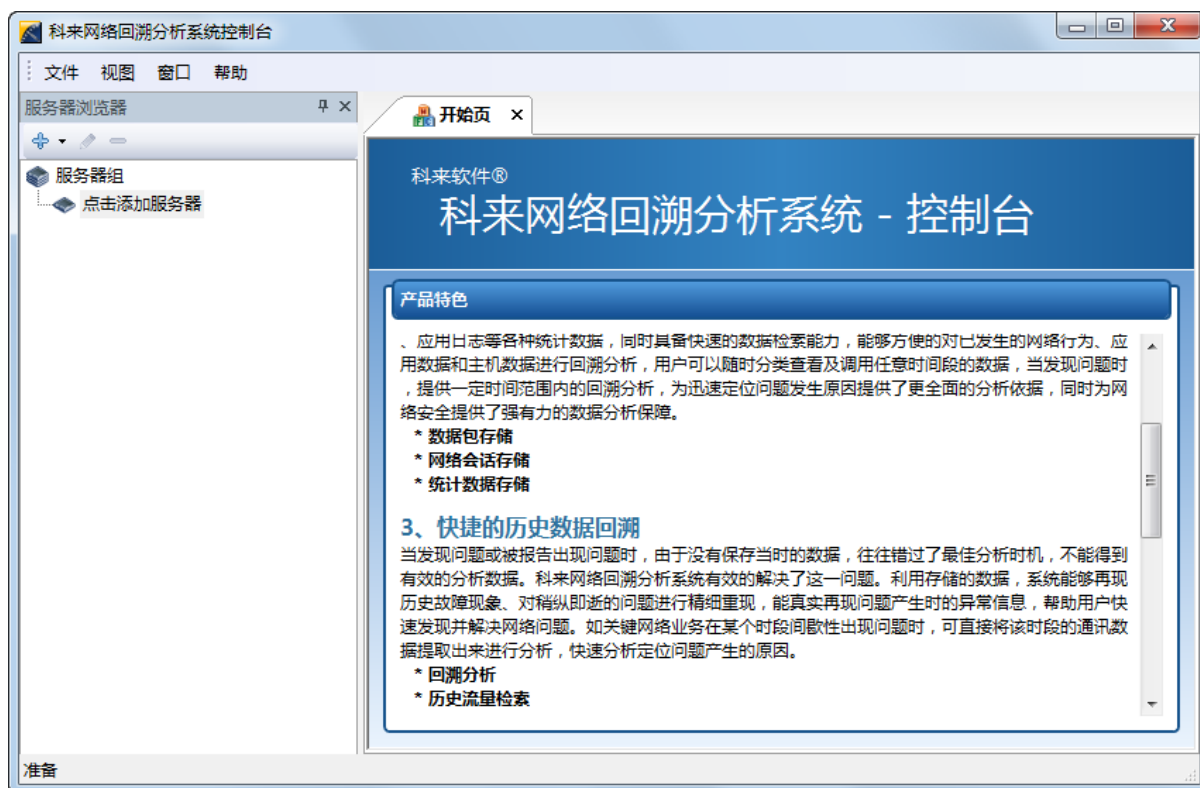 科来网络回溯分析系统控制台
文件 视图 窗口 帮助
服务器浏览器
服务器组
点击添加服务器
开始页
科来软件®
科来网络回溯分析系统 - 控制台
产品特色
、应用日志等各种统计数据，同时具备快速的数据检索能力，能够方便的对已发生的网络行为、应
用数据和主机数据进行回溯分析，用户可以随时分类查看及调用任意时间段的数据，当发现问题时
，提供一定时间范围内的回溯分析，为迅速定位问题发生原因提供了更全面的分析依据，同时为网
络安全提供了强有力的数据分析保障。
* 数据包存储
* 网络会话存储
* 统计数据存储
3、快捷的历史数据回溯
当发现问题或被报告出现问题时，由于没有保存当时的数据，往往错过了最佳分析时机，不能得到
有效的分析数据。科来网络回溯分析系统有效的解决了这一问题。利用存储的数据，系统能够再现
历史故障现象、对稍纵即逝的问题进行精细重现，能真实再现问题产生时的异常信息，帮助用户快
速发现并解决网络问题。如关键网络业务在某个时段间歇性出现问题时，可直接将该时段的通讯数
据提取出来进行分析，快速分析定位问题产生的原因。
* 回溯分析
* 历史流量检索
准备